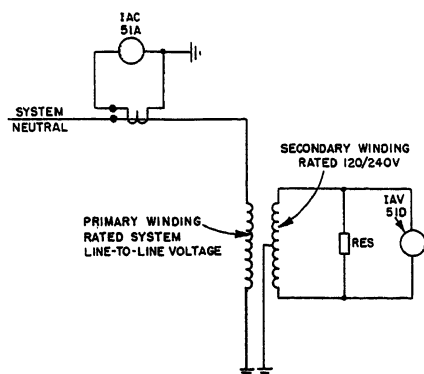 IAC
51A
SYSTEM
NEUTRAL
SECONDARY WINDING
RATED 120/240V
IAV
51D
PRIMARY WINDING
RATED SYSTEM
LINE-TO-LINE VOLTAGE
RES